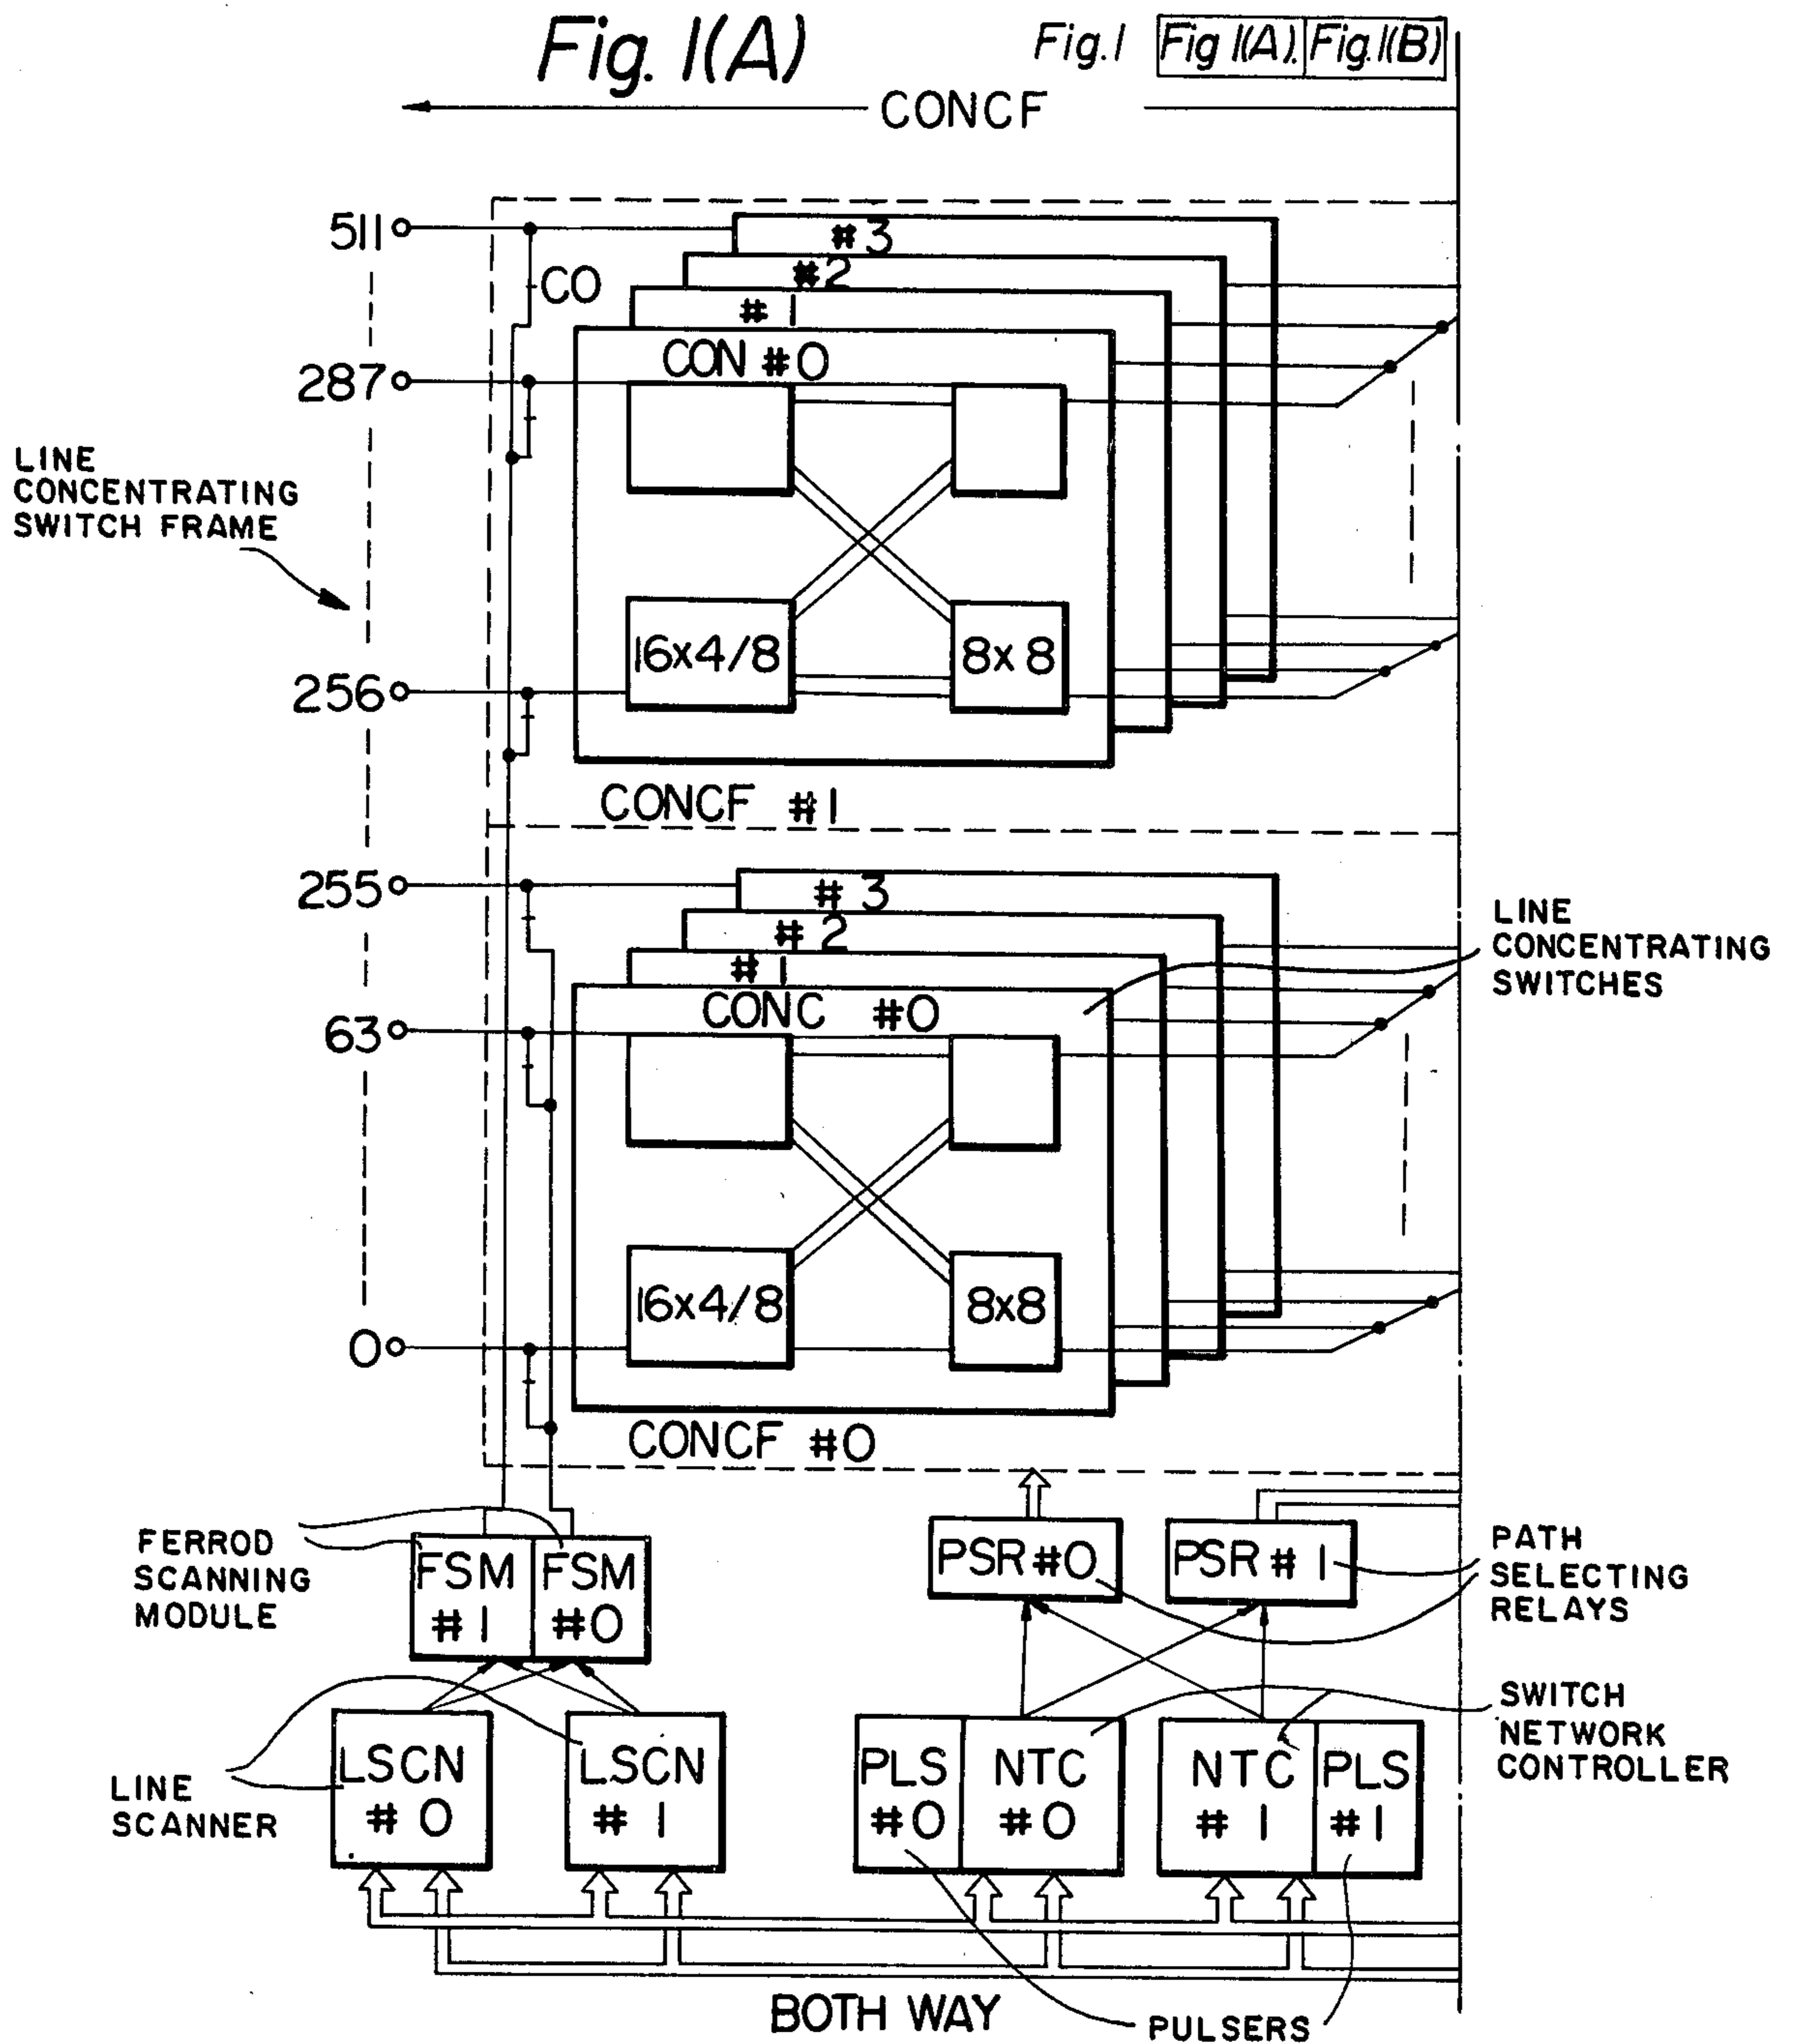 Fig. 1(A)
Fig. 1 Fig 1(A). Fig. 1(B)
CONCF
511
#3
#2
CO
# 1
CON #0
287
LINE
CONCENTRATING
SWITCH FRAME
16x4/8
8x8
256
CONCF #1
255
# 3
# 2
# 1
LINE
CONCENTRATING
SWITCHES
CONC #0
63
16x4/8
8x8
0
CONCF #0
FERROD
SCANNING
MODULE
FSM
#1
FSM
#0
PSR #0
PSR # 1
PATH
SELECTING
RELAYS
LINE
SCANNER
LSCN
# 0
LSCN
# 1
PLS
#0
NTC
#0
NTC
# 1
PLS
#1
SWITCH
NETWORK
CONTROLLER
BOTH WAY
PULSERS